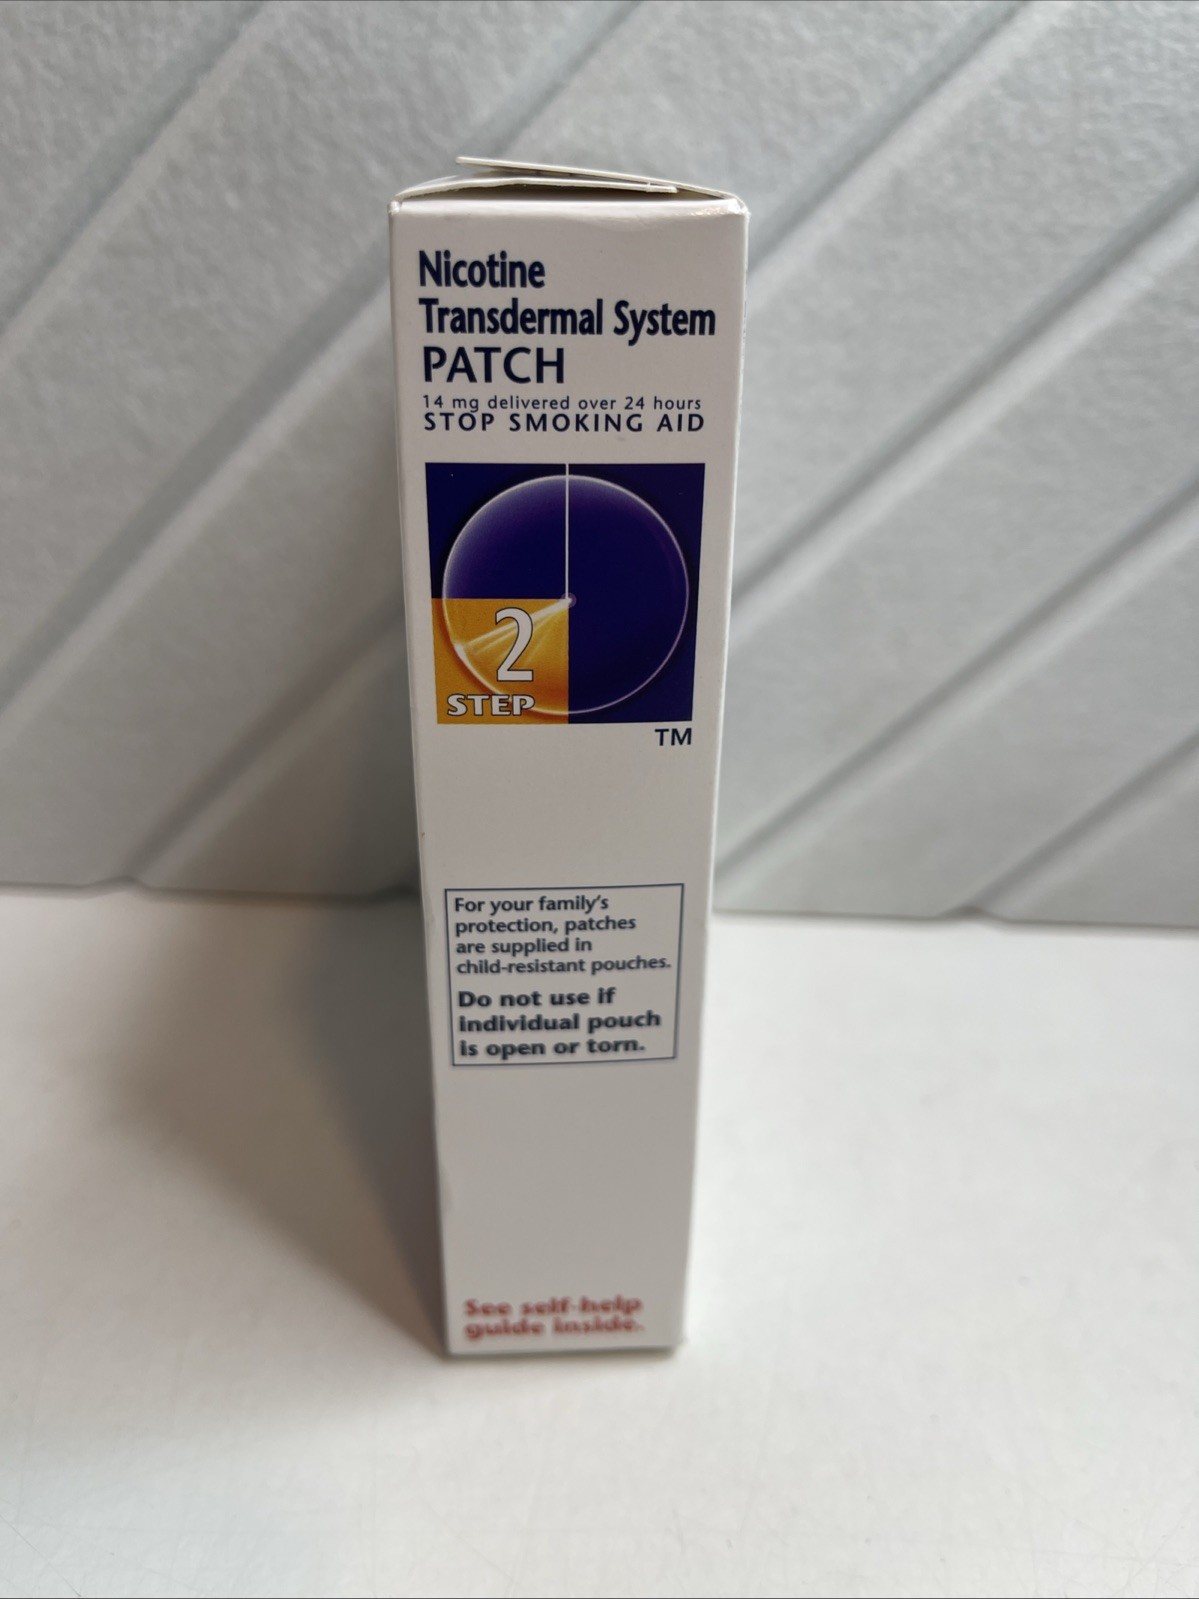 Nicotine
Transdermal System
PATCH
14 mg delivered over 24 hours
STOP SMOKING AID
2
STEP
TM
For your family's
protection, patches
are supplied in
child-resistant pouches.
Do not use if
individual pouch
is open or torn.
See self-help
guide inside.